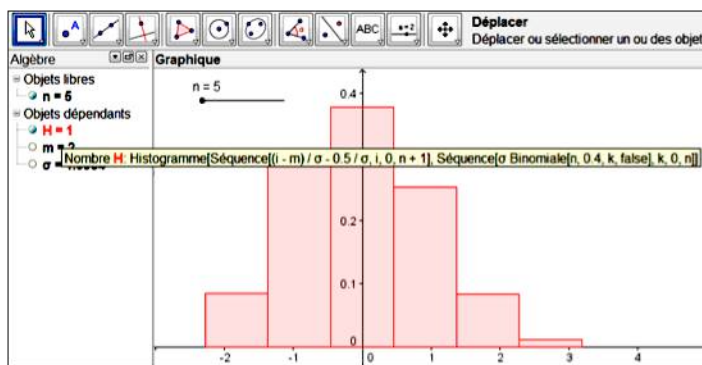 ABC
a=2
Déplacer
Déplacer ou sélectionner un ou des objet
Algèbre
Graphique
Objets libres
n = 5
Objets dépendants
H = 1
m = 2
Nombre H: Histogramme[Séquence[(i - m) / σ - 0.5 / σ, i, 0, n + 1], Séquence[σ Binomiale[n, 0.4, k, false], k, 0, n]]
n = 5
0.4
0.2
0.1
0
-2
-1
0
1
2
3
4